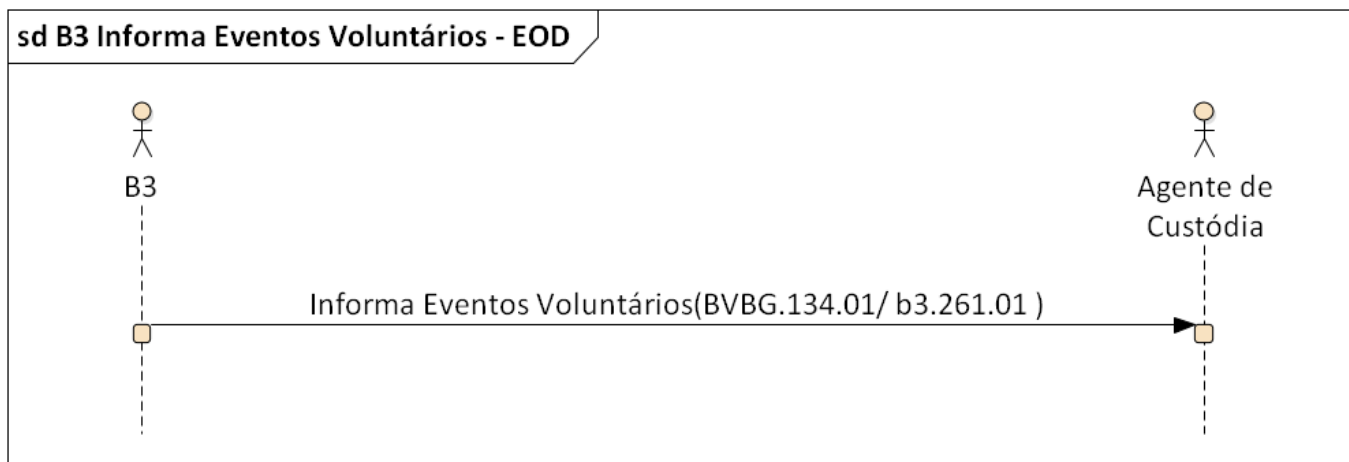 sd B3 Informa Eventos Voluntários - EOD
B3
Agente de
Custódia
Informa Eventos Voluntários(BVBG.134.01/ b3.261.01 )